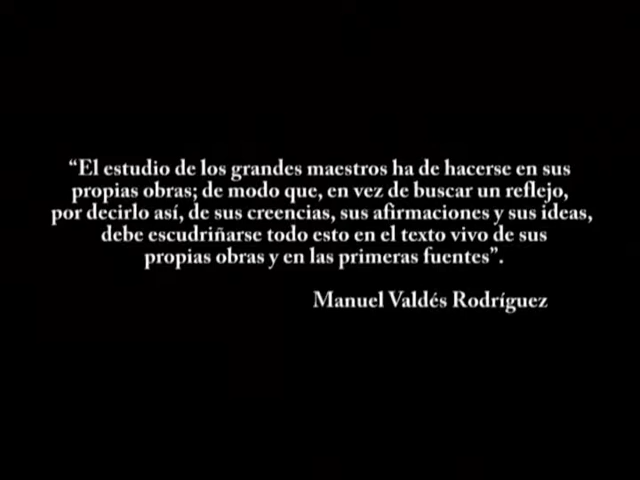 “El estudio de los grandes maestros ha de hacerse en sus
propias obras; de modo que, en vez de buscar un reflejo,
por decirlo así, de sus creencias, sus afirmaciones y sus ideas,
debe escudriñarse todo esto en el texto vivo de sus
propias obras y en las primeras fuentes”.
Manuel Valdés Rodríguez